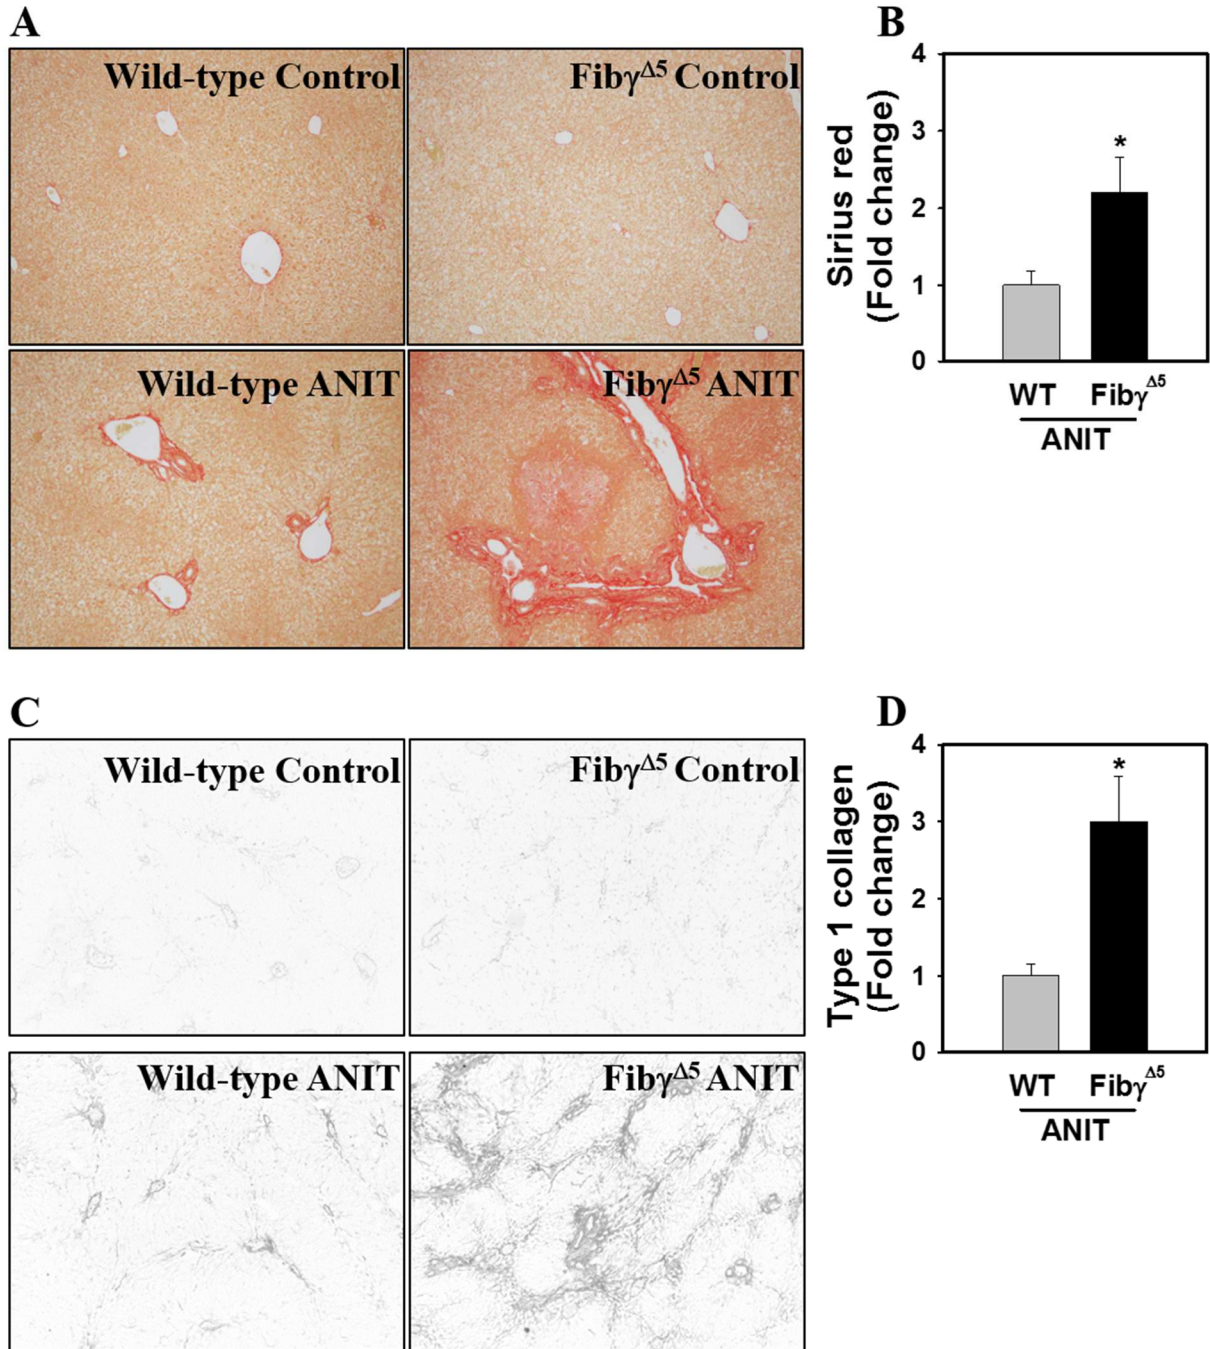 A
Wild-type Control
Fibγ^Δ5 Control
Wild-type ANIT
Fibγ^Δ5 ANIT
B
4
3
2
1
0
Sirius red
(Fold change)
*
WT Fibγ^Δ5
ANIT
C
Wild-type Control
Fibγ^Δ5 Control
Wild-type ANIT
Fibγ^Δ5 ANIT
D
4
3
2
1
0
Type 1 collagen
(Fold change)
*
WT Fibγ^Δ5
ANIT